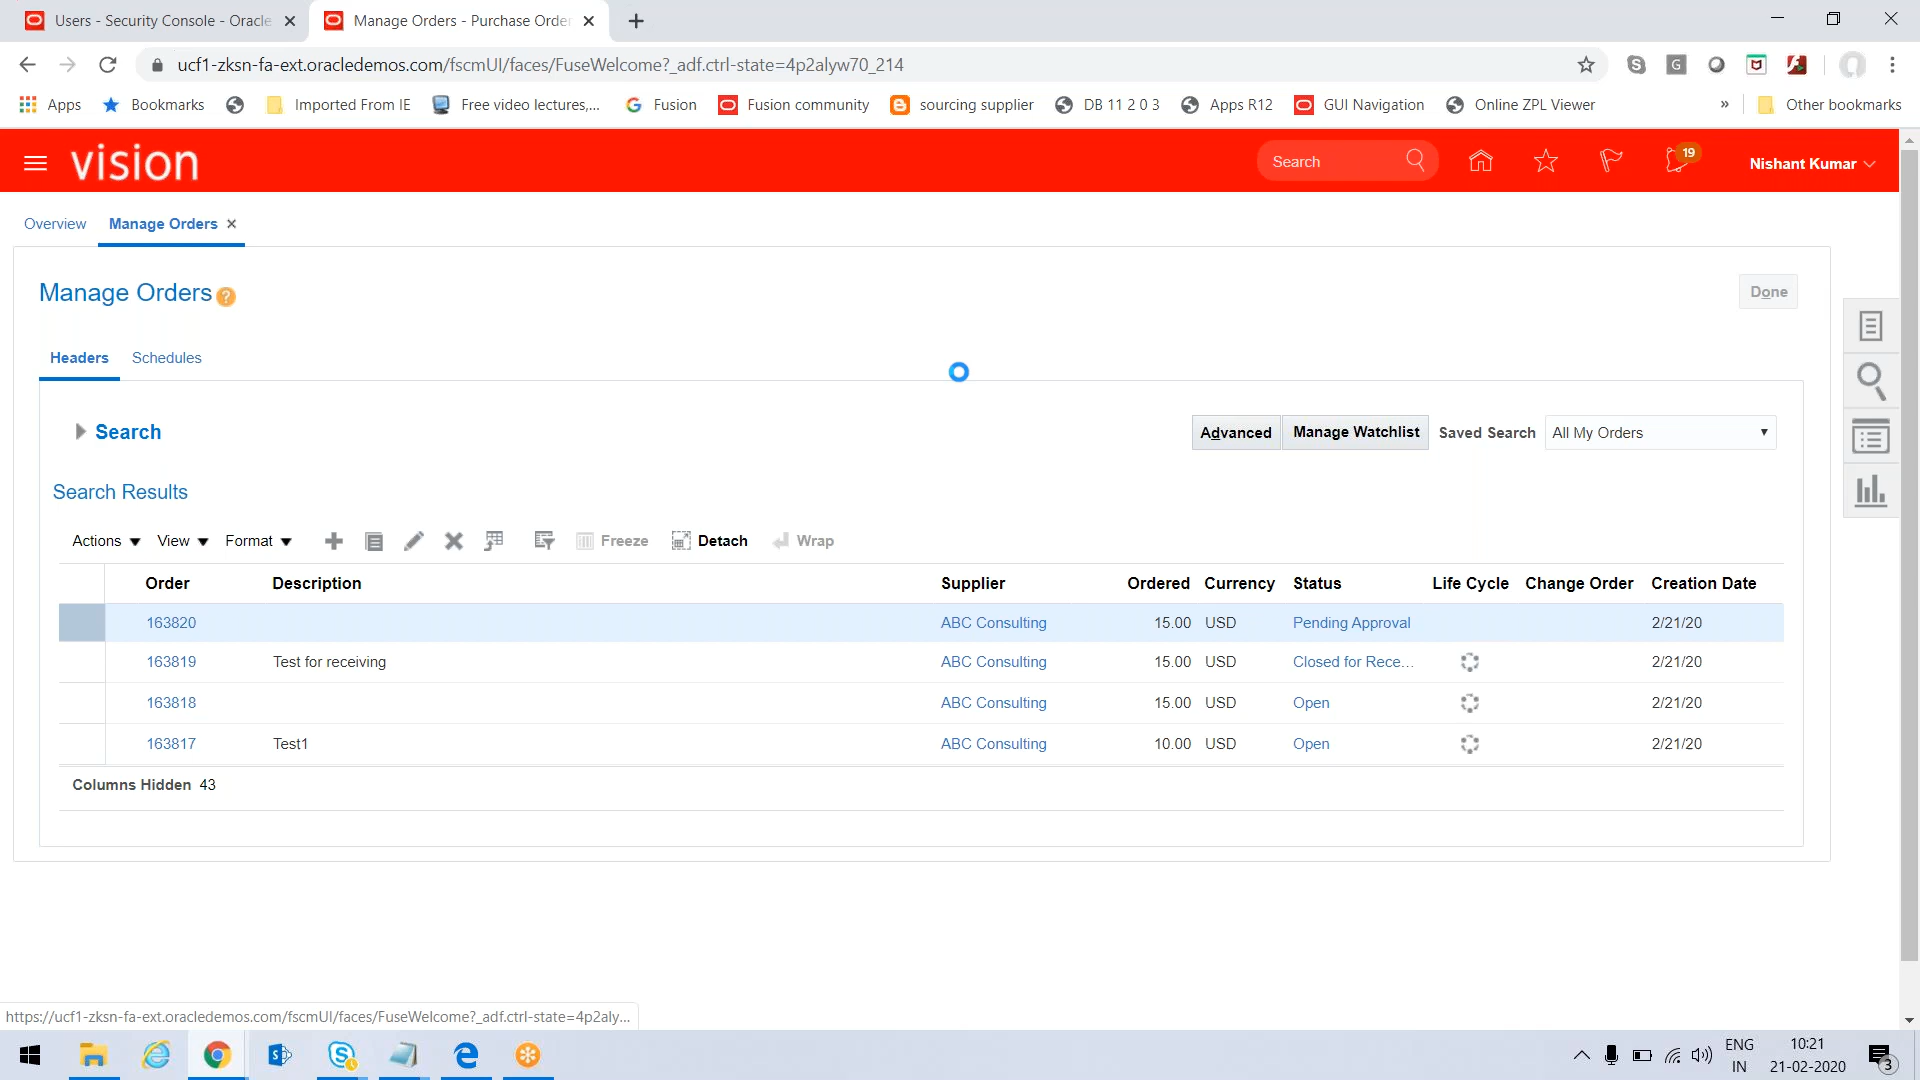 Users - Security Console - Oracle
Manage Orders - Purchase Order
ucf1-zksn-fa-ext.oracledemos.com/fscmUI/faces/FuseWelcome?_adf.ctrl-state=4p2alyw70_214
Apps Bookmarks Imported From IE Free video lectures,... Fusion Fusion community sourcing supplier DB 11 2 0 3 Apps R12 GUI Navigation Online ZPL Viewer » Other bookmarks
vision Search 19 Nishant Kumar
Overview Manage Orders
Manage Orders ? Done
Headers Schedules
Search Advanced Manage Watchlist Saved Search All My Orders
Search Results
Actions View Format Freeze Detach Wrap
Order Description Supplier Ordered Currency Status Life Cycle Change Order Creation Date
163820 ABC Consulting 15.00 USD Pending Approval 2/21/20
163819 Test for receiving ABC Consulting 15.00 USD Closed for Rece... 2/21/20
163818 ABC Consulting 15.00 USD Open 2/21/20
163817 Test1 ABC Consulting 10.00 USD Open 2/21/20
Columns Hidden 43
https://ucf1-zksn-fa-ext.oracledemos.com/fscmUI/faces/FuseWelcome?_adf.ctrl-state=4p2aly...
ENG 10:21
IN 21-02-2020 3